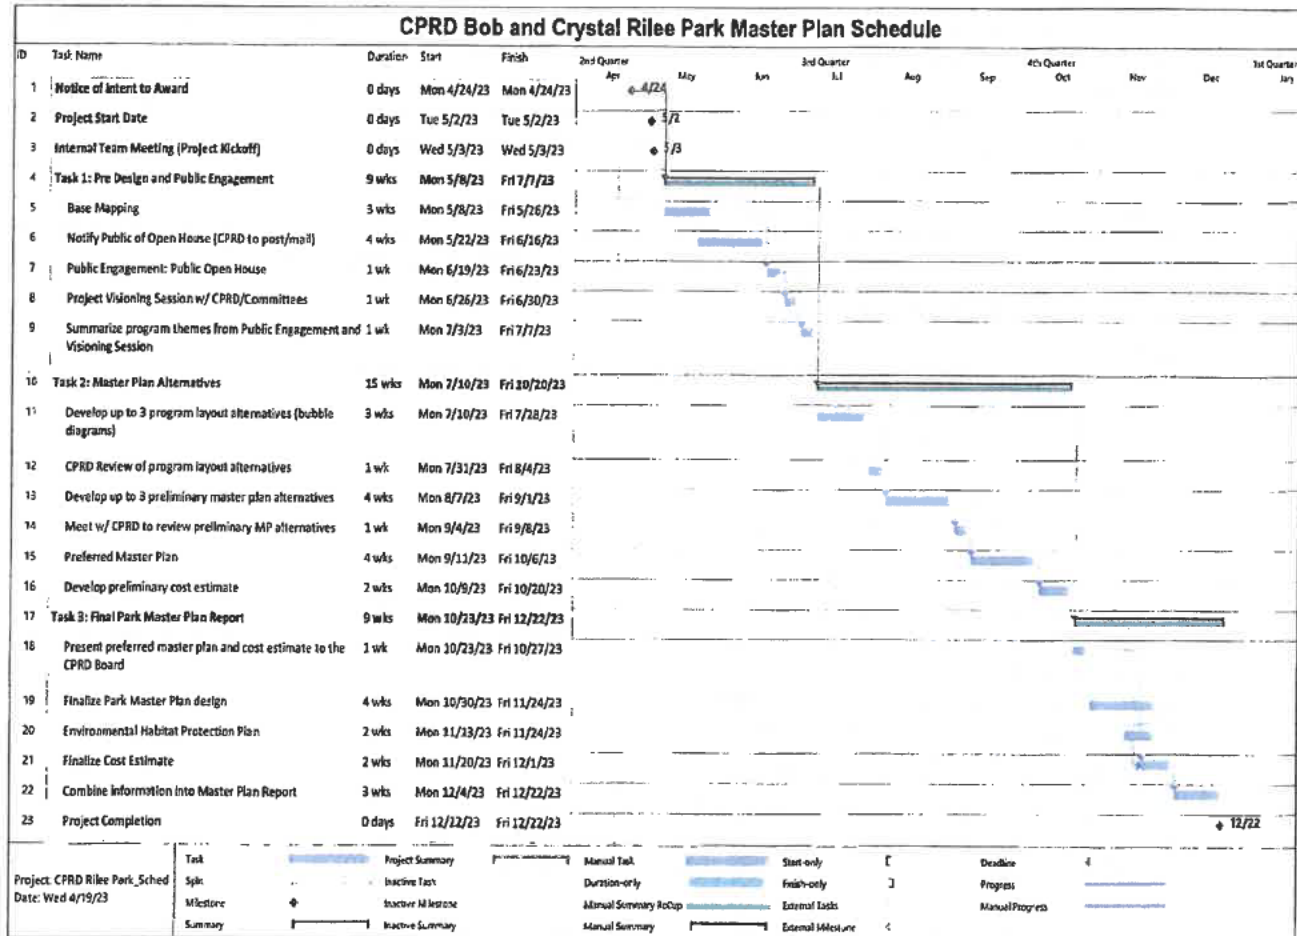 CPRD Bob and Crystal Rilee Park Master Plan Schedule
ID Task Name Duration Start Finish
2nd Quarter 3rd Quarter 4th Quarter 1st Quarter
Apr May Jun Jul Aug Sep Oct Nov Dec Jan
1 Notice of Intent to Award 0 days Mon 4/24/23 Mon 4/24/23 4/24
2 Project Start Date 0 days Tue 5/2/23 Tue 5/2/23 5/2
3 Internal Team Meeting (Project Kickoff) 0 days Wed 5/3/23 Wed 5/3/23 5/3
4 Task 1: Pre Design and Public Engagement 9 wks Mon 5/8/23 Fri 7/7/23
5 Base Mapping 3 wks Mon 5/8/23 Fri 5/26/23
6 Notify Public of Open House (CPRD to post/mail) 4 wks Mon 5/22/23 Fri 6/16/23
7 Public Engagement: Public Open House 1 wk Mon 6/19/23 Fri 6/23/23
8 Project Visioning Session w/ CPRD/Committees 1 wk Mon 6/26/23 Fri 6/30/23
9 Summarize program themes from Public Engagement and 1 wk Mon 7/3/23 Fri 7/7/23
Visioning Session
10 Task 2: Master Plan Alternatives 15 wks Mon 7/10/23 Fri 10/20/23
11 Develop up to 3 program layout alternatives (bubble 3 wks Mon 7/10/23 Fri 7/28/23
diagrams)
12 CPRD Review of program layout alternatives 1 wk Mon 7/31/23 Fri 8/4/23
13 Develop up to 3 preliminary master plan alternatives 4 wks Mon 8/7/23 Fri 9/1/23
14 Meet w/ CPRD to review preliminary MP alternatives 1 wk Mon 9/4/23 Fri 9/8/23
15 Preferred Master Plan 4 wks Mon 9/11/23 Fri 10/6/23
16 Develop preliminary cost estimate 2 wks Mon 10/9/23 Fri 10/20/23
17 Task 3: Final Park Master Plan Report 9 wks Mon 10/23/23 Fri 12/22/23
18 Present preferred master plan and cost estimate to the 1 wk Mon 10/23/23 Fri 10/27/23
CPRD Board
19 Finalize Park Master Plan design 4 wks Mon 10/30/23 Fri 11/24/23
20 Environmental Habitat Protection Plan 2 wks Mon 11/13/23 Fri 11/24/23
21 Finalize Cost Estimate 2 wks Mon 11/20/23 Fri 12/1/23
22 Combine information into Master Plan Report 3 wks Mon 12/4/23 Fri 12/22/23
23 Project Completion 0 days Fri 12/22/23 Fri 12/22/23 12/22
Project: CPRD Rilee Park_Sched
Date: Wed 4/19/23
Task Project Summary Manual Task Start-only Deadline
Split Inactive Task Duration-only Finish-only Progress
Milestone Inactive Milestone Manual Summary Rollup External Tasks Manual Progress
Summary Inactive Summary Manual Summary External Milestone